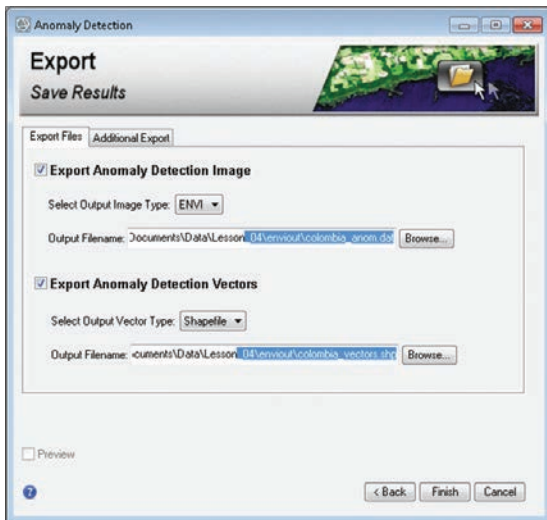 Anomaly Detection
Export
Save Results
Export Files Additional Export
Export Anomaly Detection Image
Select Output Image Type: ENVI
Output Filename: Documents\Data\Lesson_04\enviout\colombia_anom.dat Browse...
Export Anomaly Detection Vectors
Select Output Vector Type: Shapefile
Output Filename: cuments\Data\Lesson_04\enviout\colombia_vectors.shp Browse...
Preview
? < Back Finish Cancel